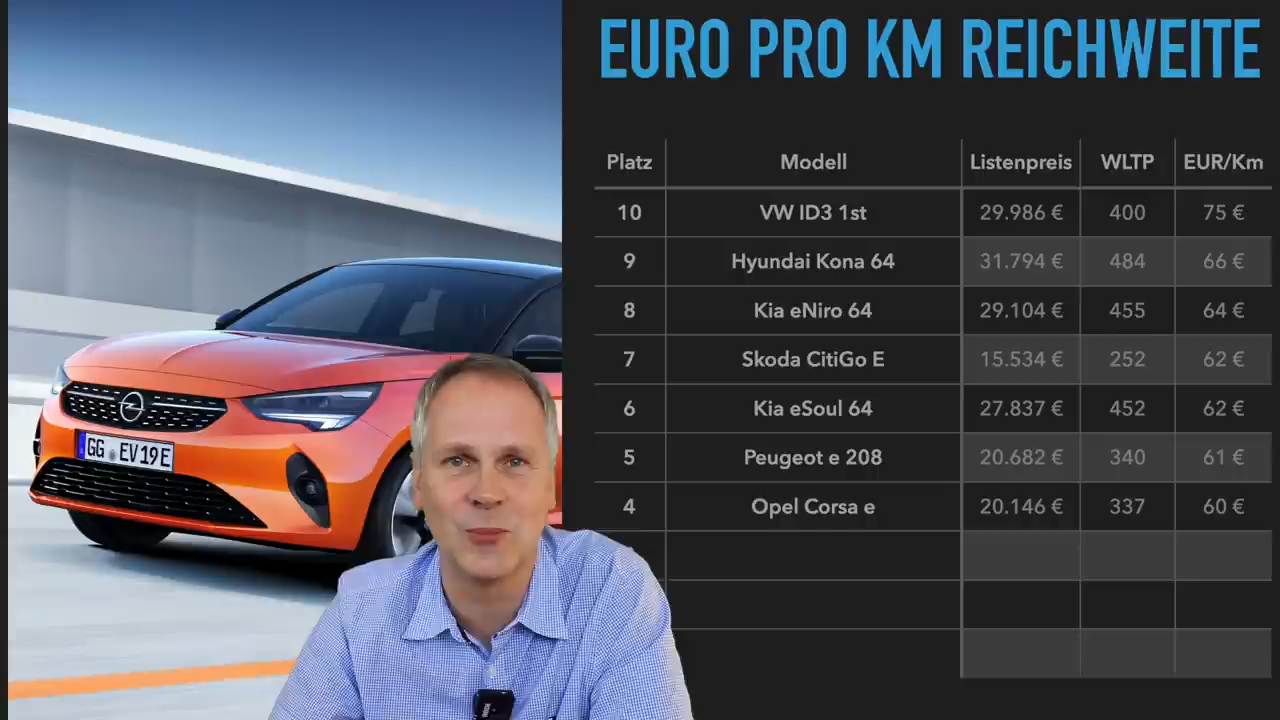 EURO PRO KM REICHWEITE
Platz Modell Listenpreis WLTP EUR/Km
10 VW ID3 1st 29.986 € 400 75 €
9 Hyundai Kona 64 31.794 € 484 66 €
8 Kia eNiro 64 29.104 € 455 64 €
7 Skoda CitiGo E 15.534 € 252 62 €
6 Kia eSoul 64 27.837 € 452 62 €
5 Peugeot e 208 20.682 € 340 61 €
4 Opel Corsa e 20.146 € 337 60 €
GG EV19E